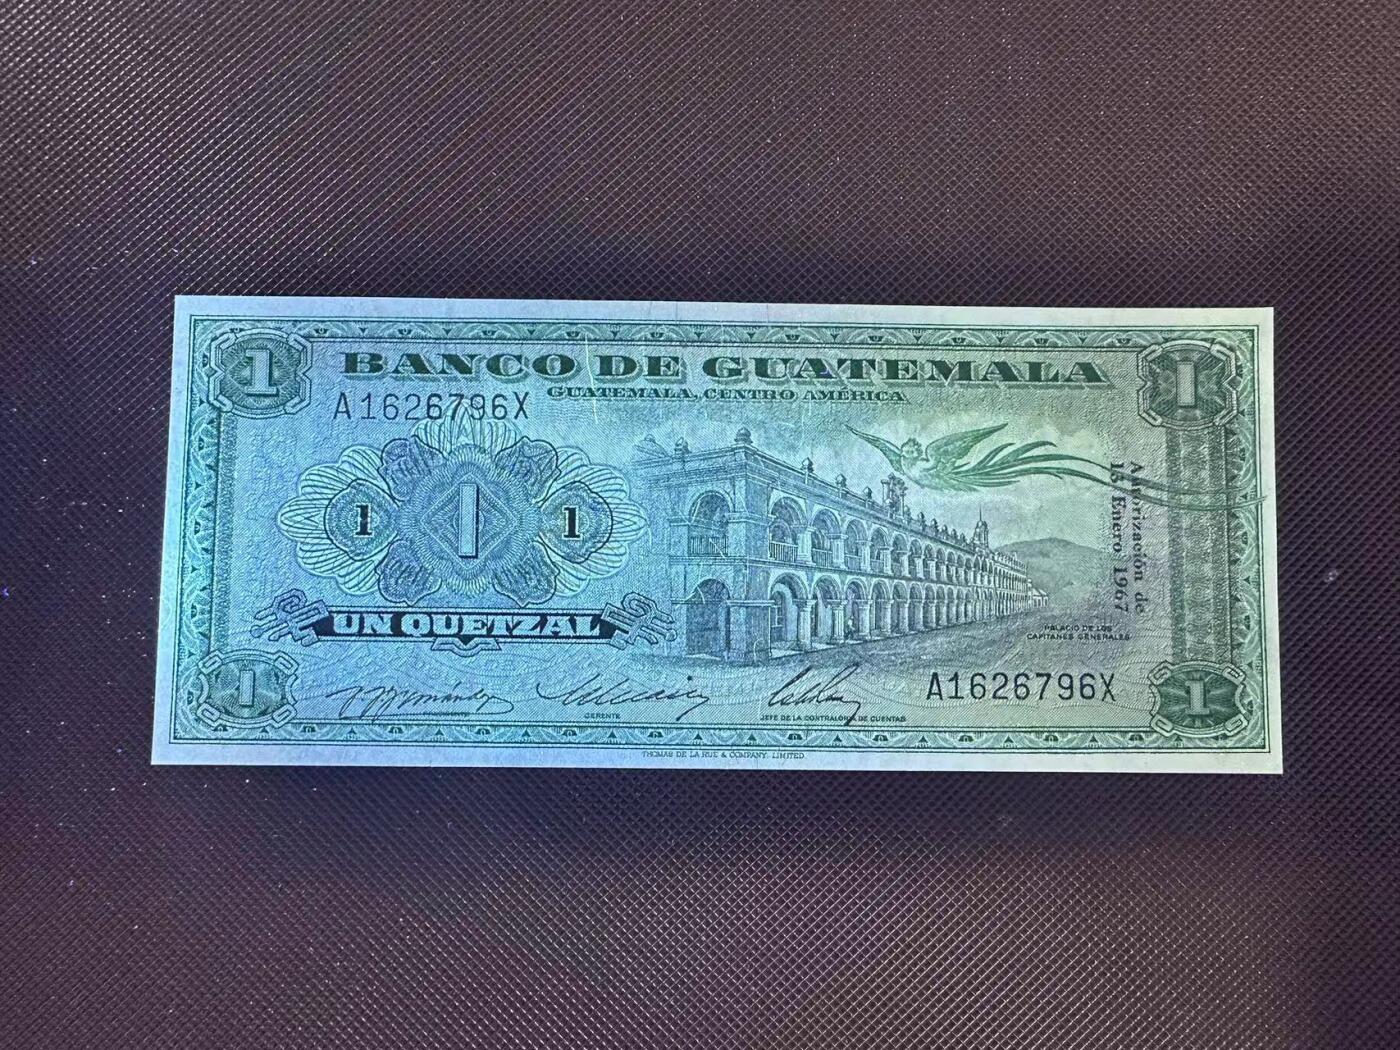 1
BANCO DE GUATEMALA
1
GUATEMALA, CENTRO AMÉRICA
A1626796X
1
1
1
Autorización de
13 Enero 1967
UN QUETZAL
PALACIO DE LOS
CAPITANES GENERALES
A1626796X
1
1
GERENTE
JEFE DE LA CONTRALORÍA DE CUENTAS
THOMAS DE LA RUE & COMPANY, LIMITED.